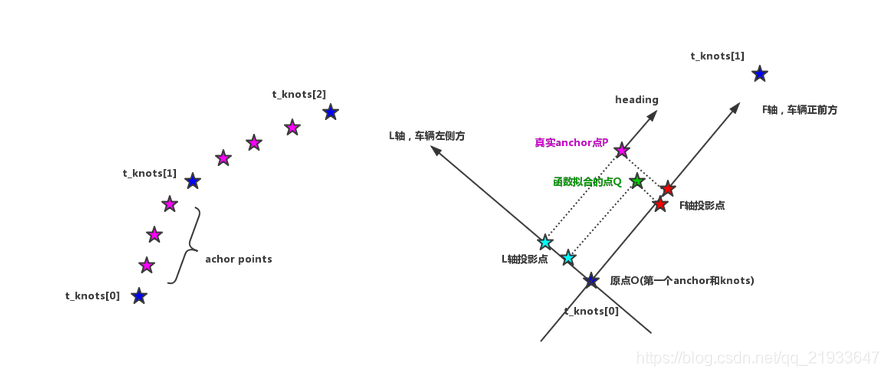 t_knots[2]
t_knots[1]
achor points
t_knots[0]
t_knots[1]
heading
F轴，车辆正前方
L轴，车辆左侧方
真实anchor点P
函数拟合的点Q
F轴投影点
L轴投影点
原点O(第一个anchor和knots)
t_knots[0]
https://blog.csdn.net/qq_21933647